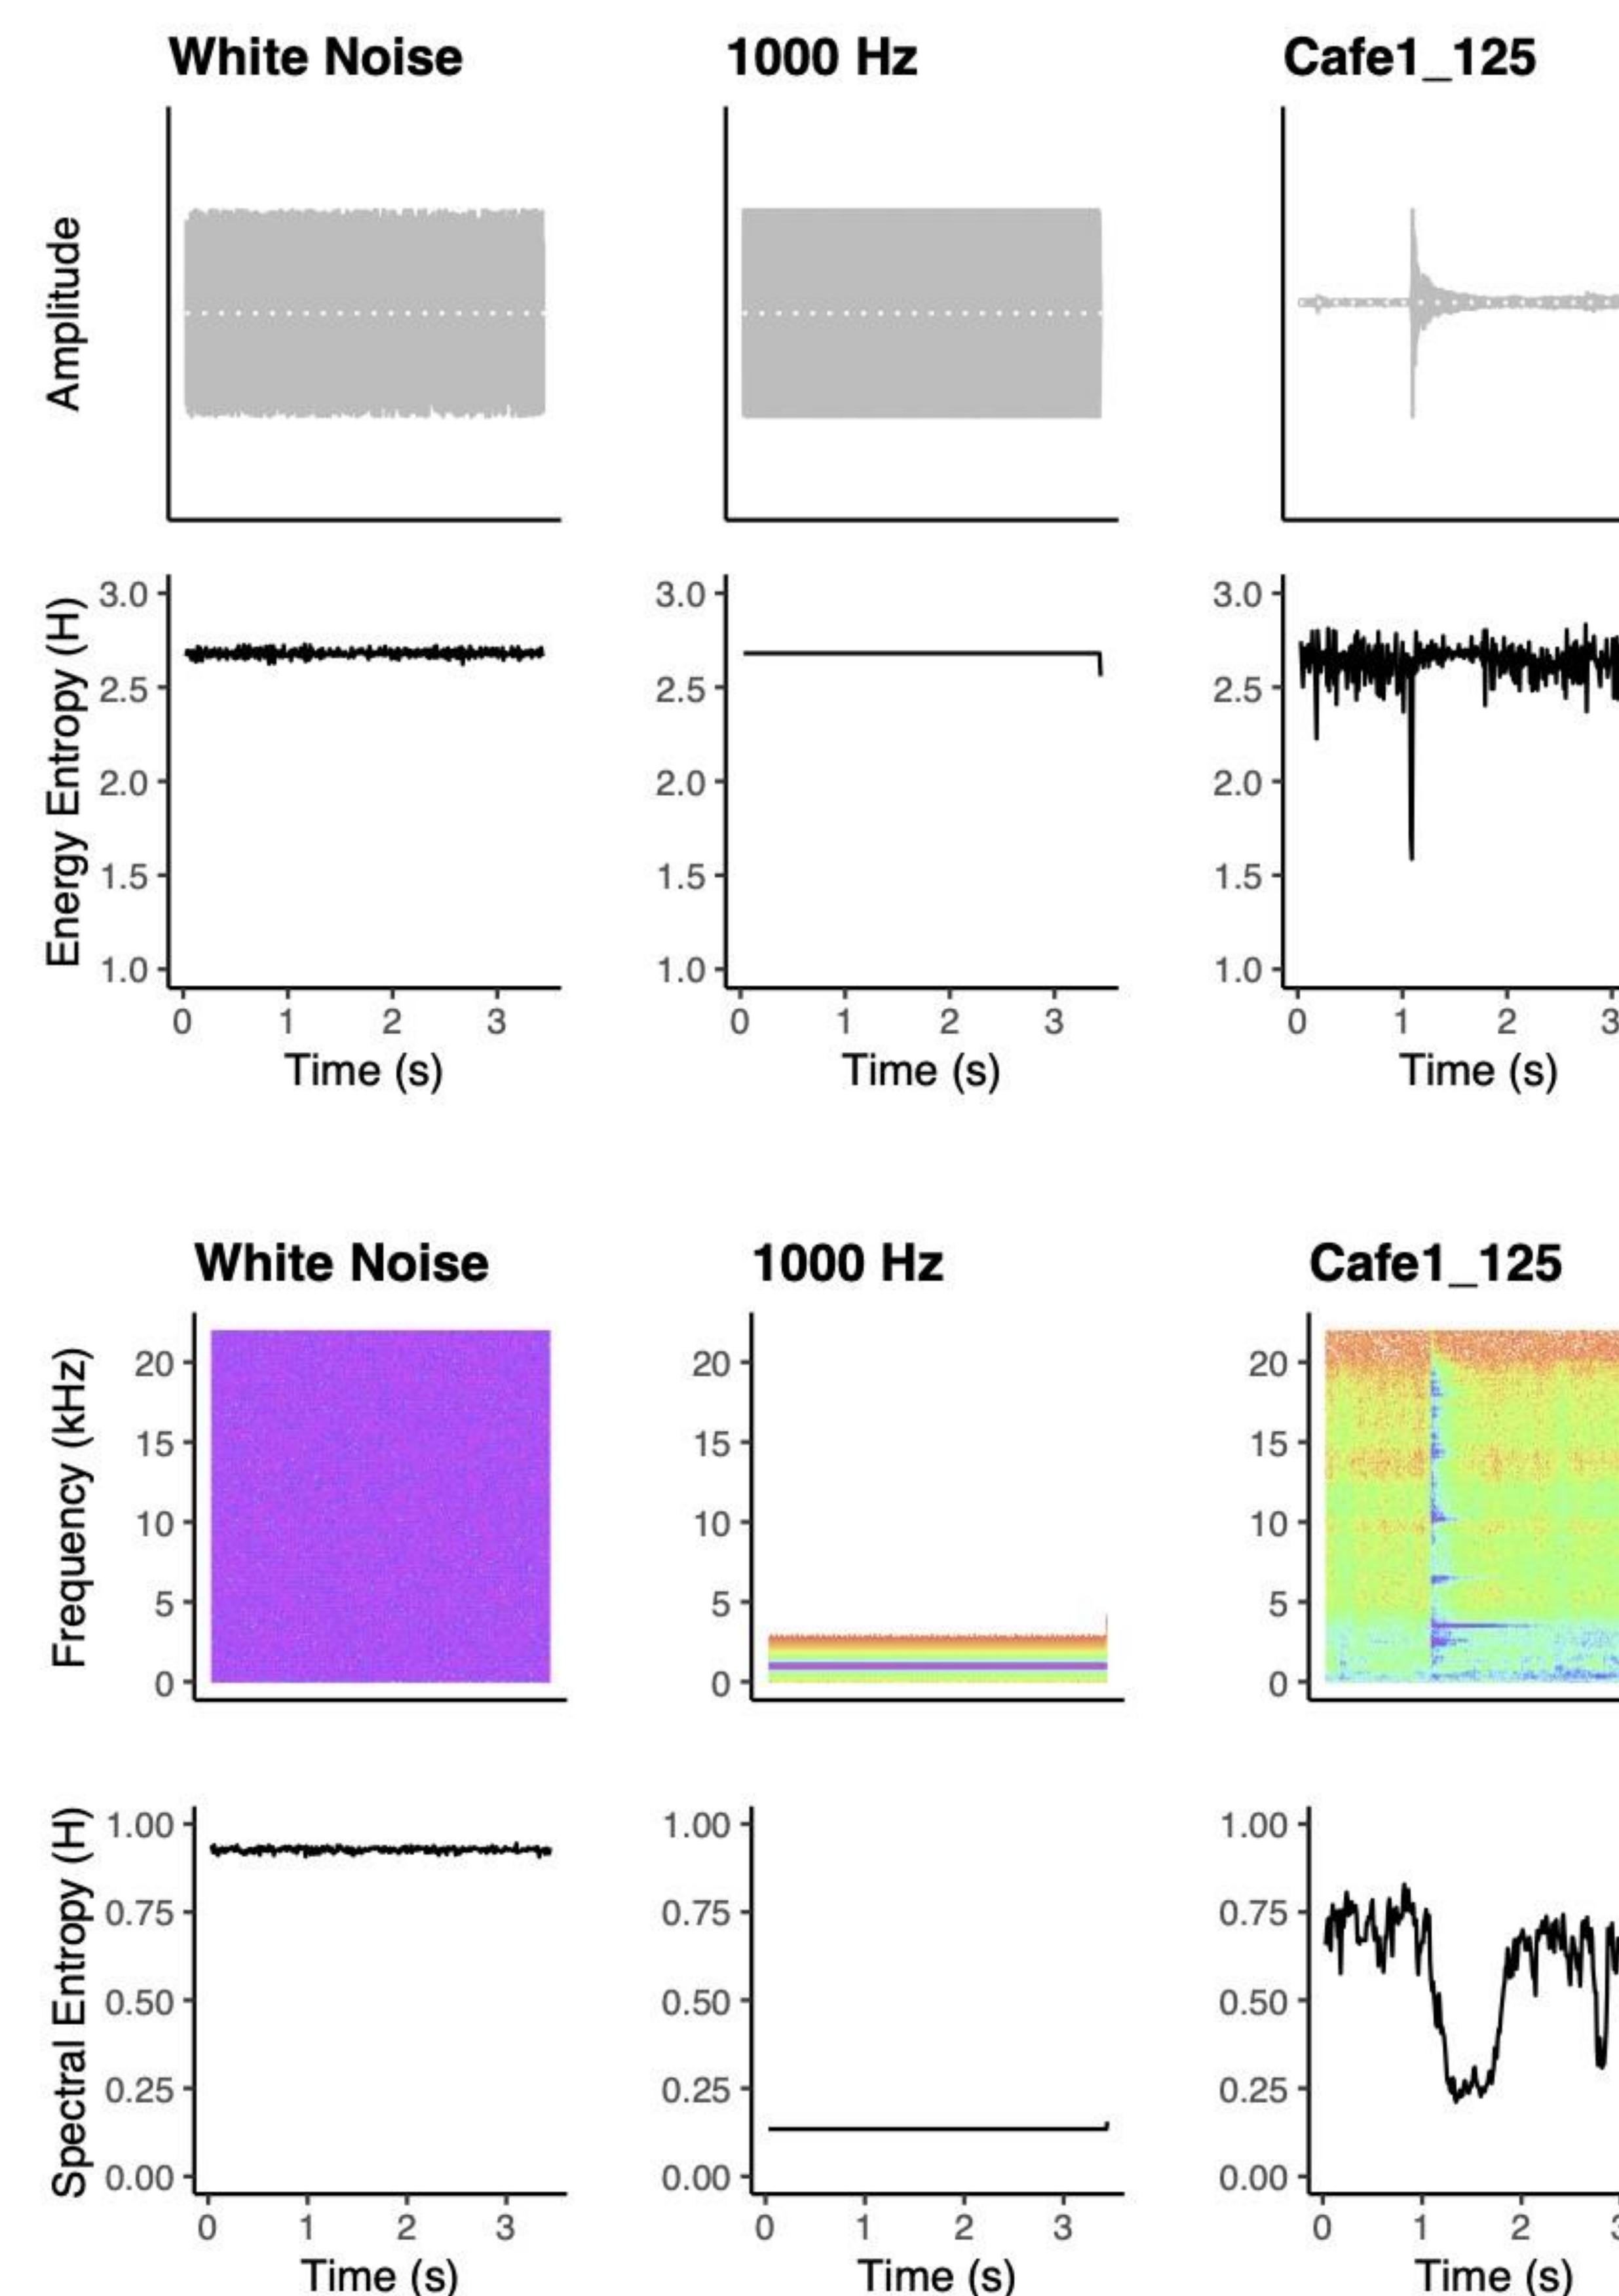 White Noise 1000 Hz Cafe1_125
Amplitude
Energy Entropy (H)
3.0 3.0 3.0
2.5 2.5 2.5
2.0 2.0 2.0
1.5 1.5 1.5
1.0 1.0 1.0
0 1 2 3 0 1 2 3 0 1 2 3
Time (s) Time (s) Time (s)
White Noise 1000 Hz Cafe1_125
Frequency (kHz)
20 20 20
15 15 15
10 10 10
5 5 5
0 0 0
Spectral Entropy (H)
1.00 1.00 1.00
0.75 0.75 0.75
0.50 0.50 0.50
0.25 0.25 0.25
0.00 0.00 0.00
0 1 2 3 0 1 2 3 0 1 2
Time (s) Time (s) Time (s)